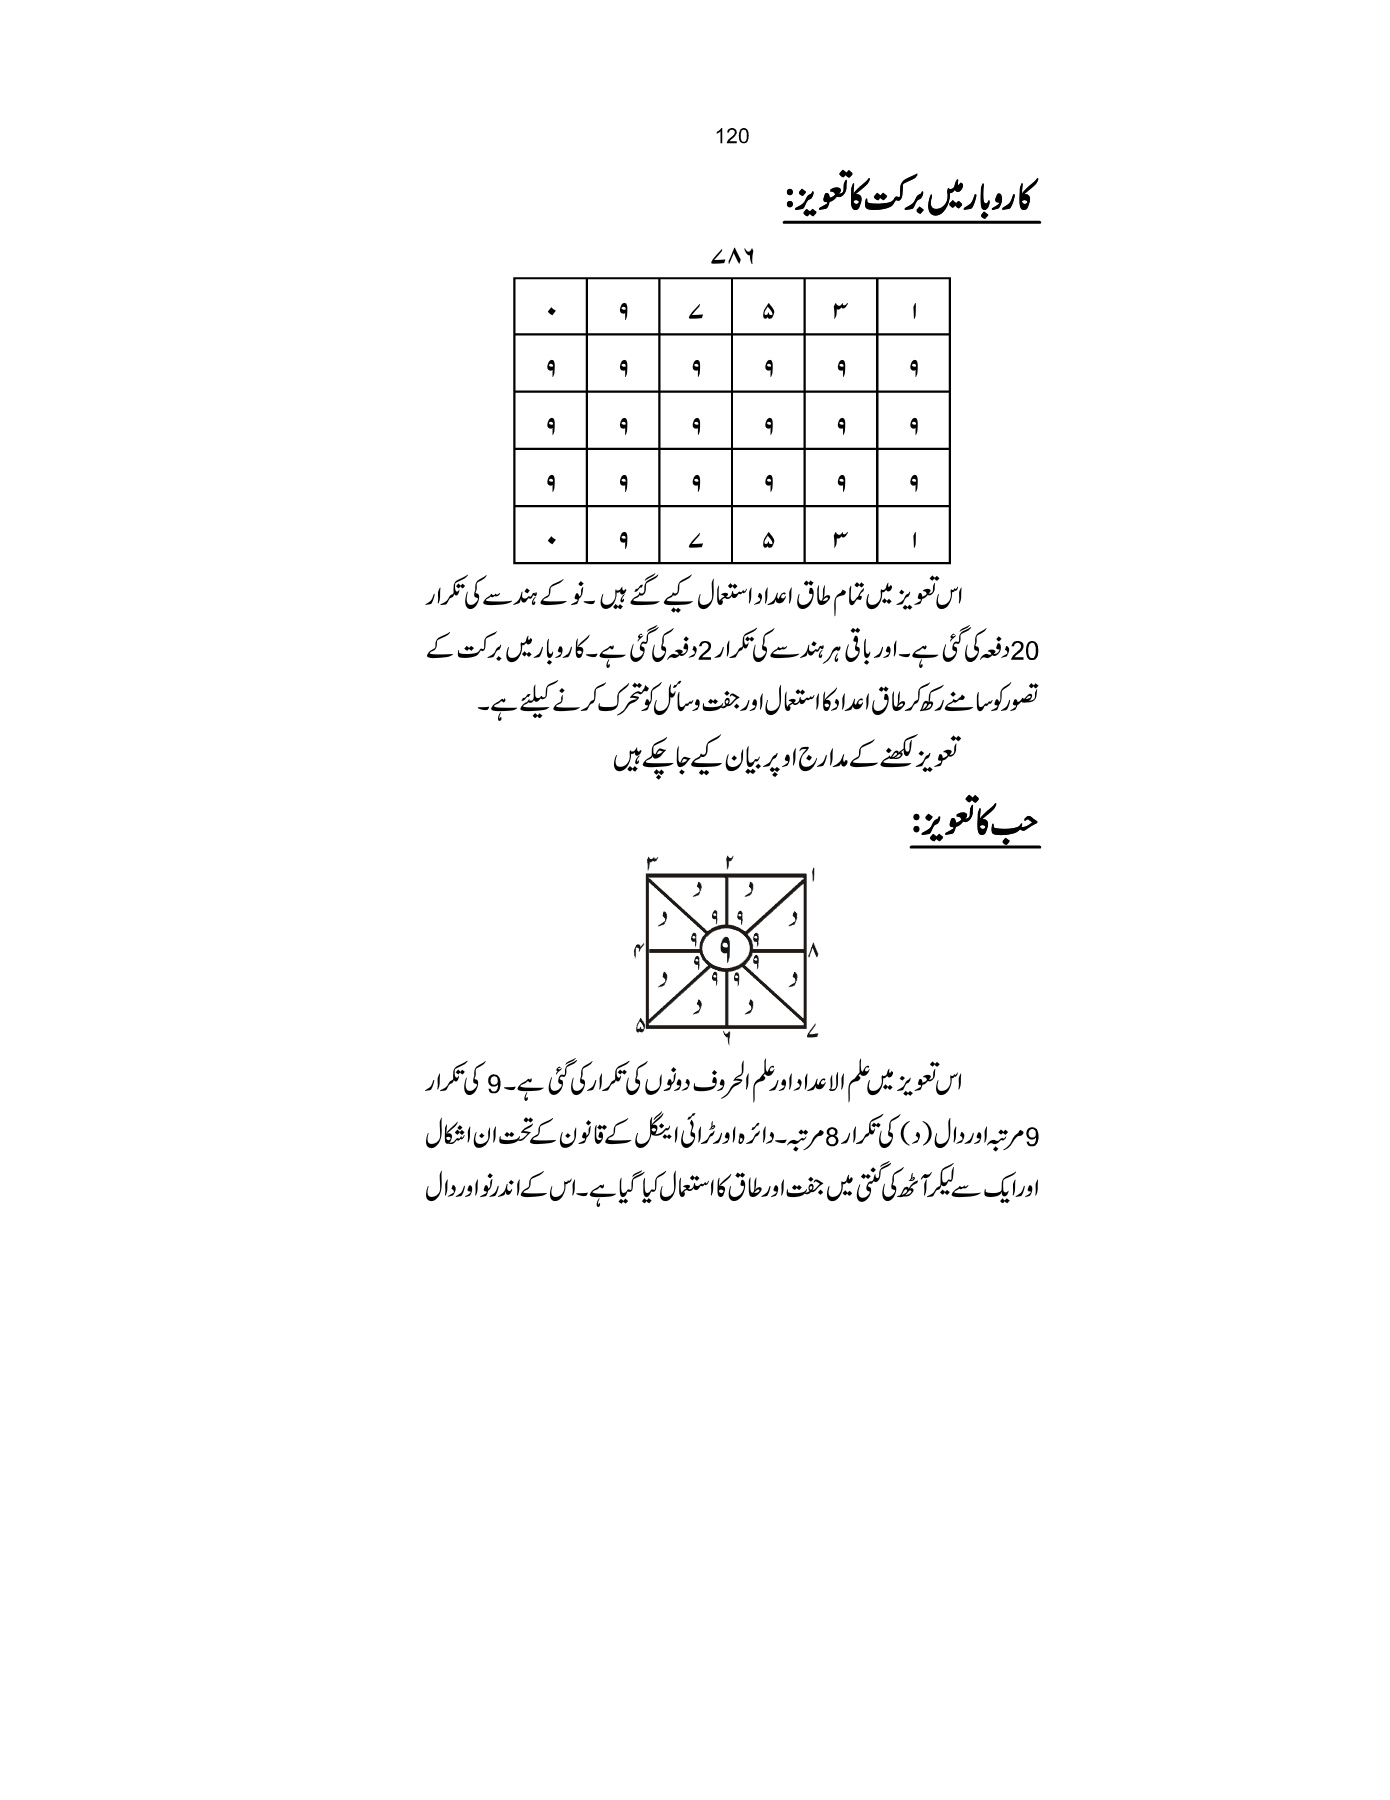 120
کاروبار میں برکت کا تعویز:
۷۸۶
۱ ۳ ۵ ۷ ۹ ۰
۹ ۹ ۹ ۹ ۹ ۹
۹ ۹ ۹ ۹ ۹ ۹
۹ ۹ ۹ ۹ ۹ ۹
۱ ۳ ۵ ۷ ۹ ۰
اس تعویز میں تمام طاق اعداد استعمال کیے گئے ہیں۔ نو کے ہندسے کی تکرار
20 دفعہ کی گئی ہے۔ اور باقی ہر ہندسے کی تکرار 2 دفعہ کی گئی ہے۔ کاروبار میں برکت کے
تصور کو سامنے رکھ کر طاق اعداد کا استعمال اور جفت وسائل کو متحرک کرنے کیلئے ہے۔
تعویز لکھنے کے مدارج اوپر بیان کیے جا چکے ہیں
حب کا تعویز:
۱ ۲ ۳
د د
د ۹ ۹ د
۸ ۹ ۹ ۹ ۴
د ۹ ۹ ۹ ۹ د
د د
۷ ۶ ۵
اس تعویز میں علم الاعداد اور علم الحروف دونوں کی تکرار کی گئی ہے۔ 9 کی تکرار
9 مرتبہ اور دال (د) کی تکرار 8 مرتبہ۔ دائرہ اور ٹرائی اینگل کے قانون کے تحت ان اشکال
اور ایک سے لیکر آٹھ کی گنتی میں جفت اور طاق کا استعمال کیا گیا ہے۔ اس کے اندر نو اور دال